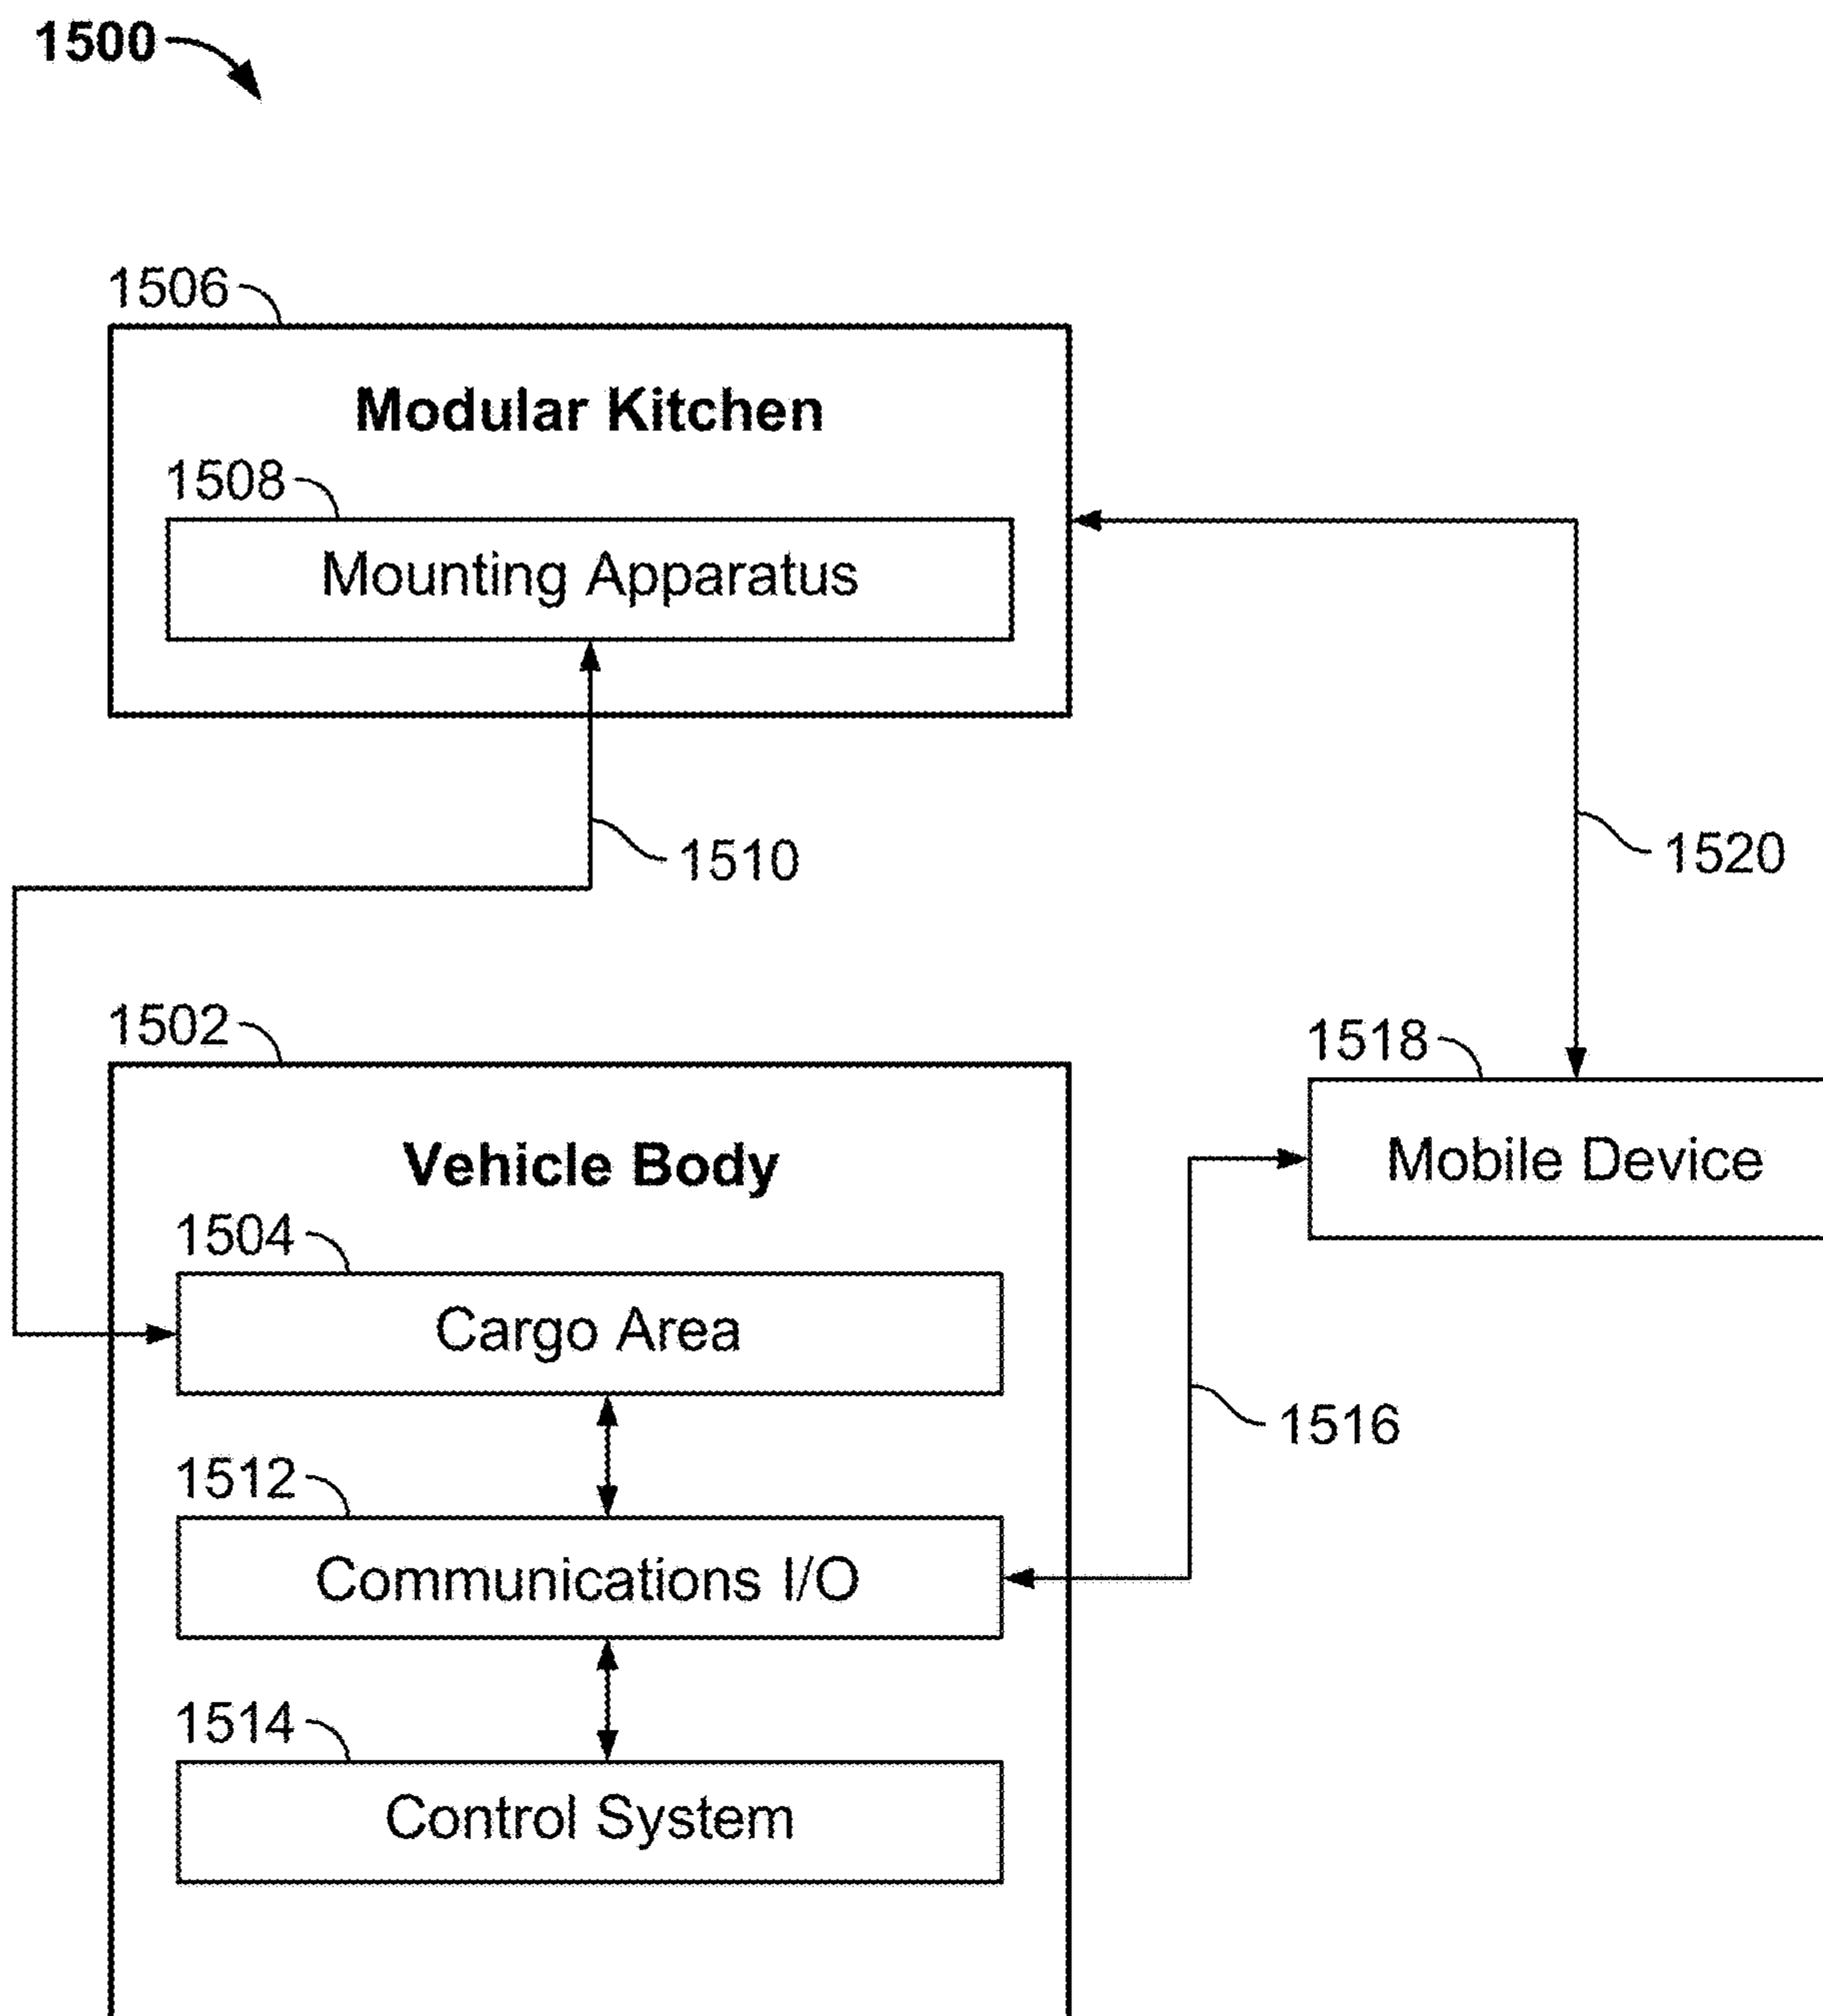 1500
1506
Modular Kitchen
1508
Mounting Apparatus
1510
1520
1502
1518
Vehicle Body
Mobile Device
1504
Cargo Area
1516
1512
Communications I/O
1514
Control System